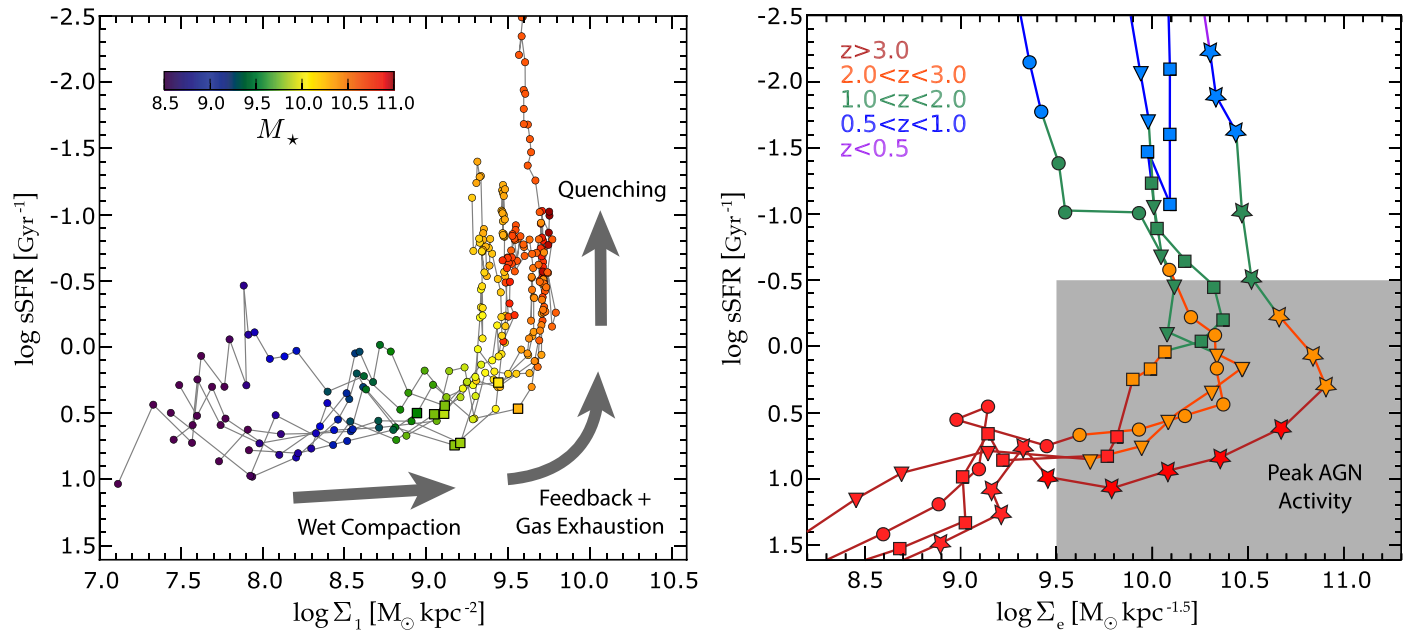 -2.5
-2.0
-1.5
-1.0
-0.5
0.0
0.5
1.0
1.5
log sSFR [Gyr⁻¹]
8.5 9.0 9.5 10.0 10.5 11.0
M⋆
Quenching
Feedback +
Gas Exhaustion
Wet Compaction
7.0 7.5 8.0 8.5 9.0 9.5 10.0 10.5
log Σ₁ [M☉ kpc⁻²]
-2.5
-2.0
-1.5
-1.0
-0.5
0.0
0.5
1.0
1.5
log sSFR [Gyr⁻¹]
z>3.0
2.0<z<3.0
1.0<z<2.0
0.5<z<1.0
z<0.5
Peak AGN
Activity
8.5 9.0 9.5 10.0 10.5 11.0
log Σₑ [M☉ kpc⁻¹·⁵]